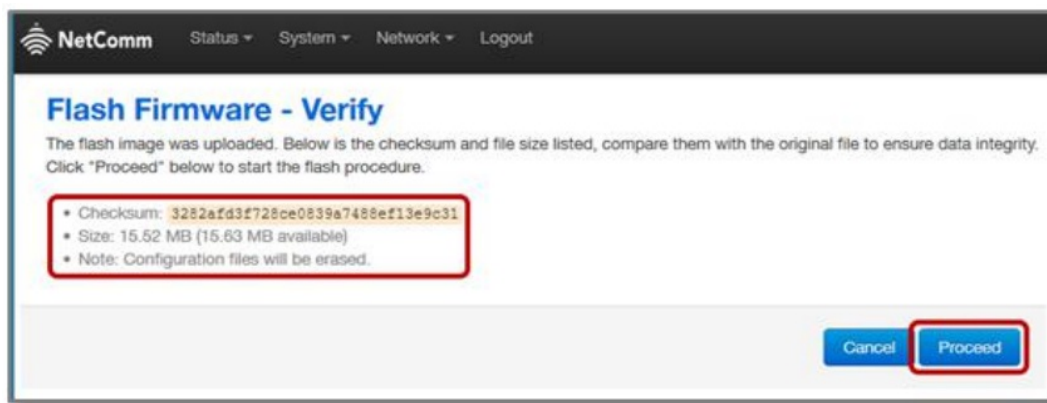 NetComm Status System Network Logout
Flash Firmware - Verify
The flash image was uploaded. Below is the checksum and file size listed, compare them with the original file to ensure data integrity.
Click "Proceed" below to start the flash procedure.
• Checksum: 3282afd3f728ce0839a7488ef13e9c31
• Size: 15.52 MB (15.63 MB available)
• Note: Configuration files will be erased.
Cancel Proceed